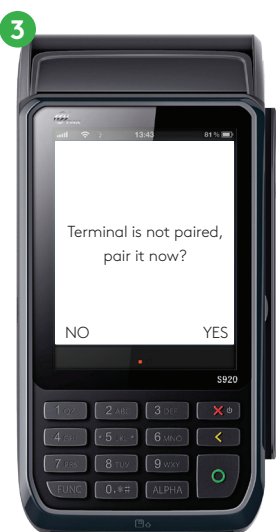 3
13:43
81 %
Terminal is not paired,
pair it now?
NO YES
S920
1 2 ABC 3 DEF
4 GHI 5 JKL 6 MNO
7 8 TUV 9 WXY
FUNC 0,*# ALPHA